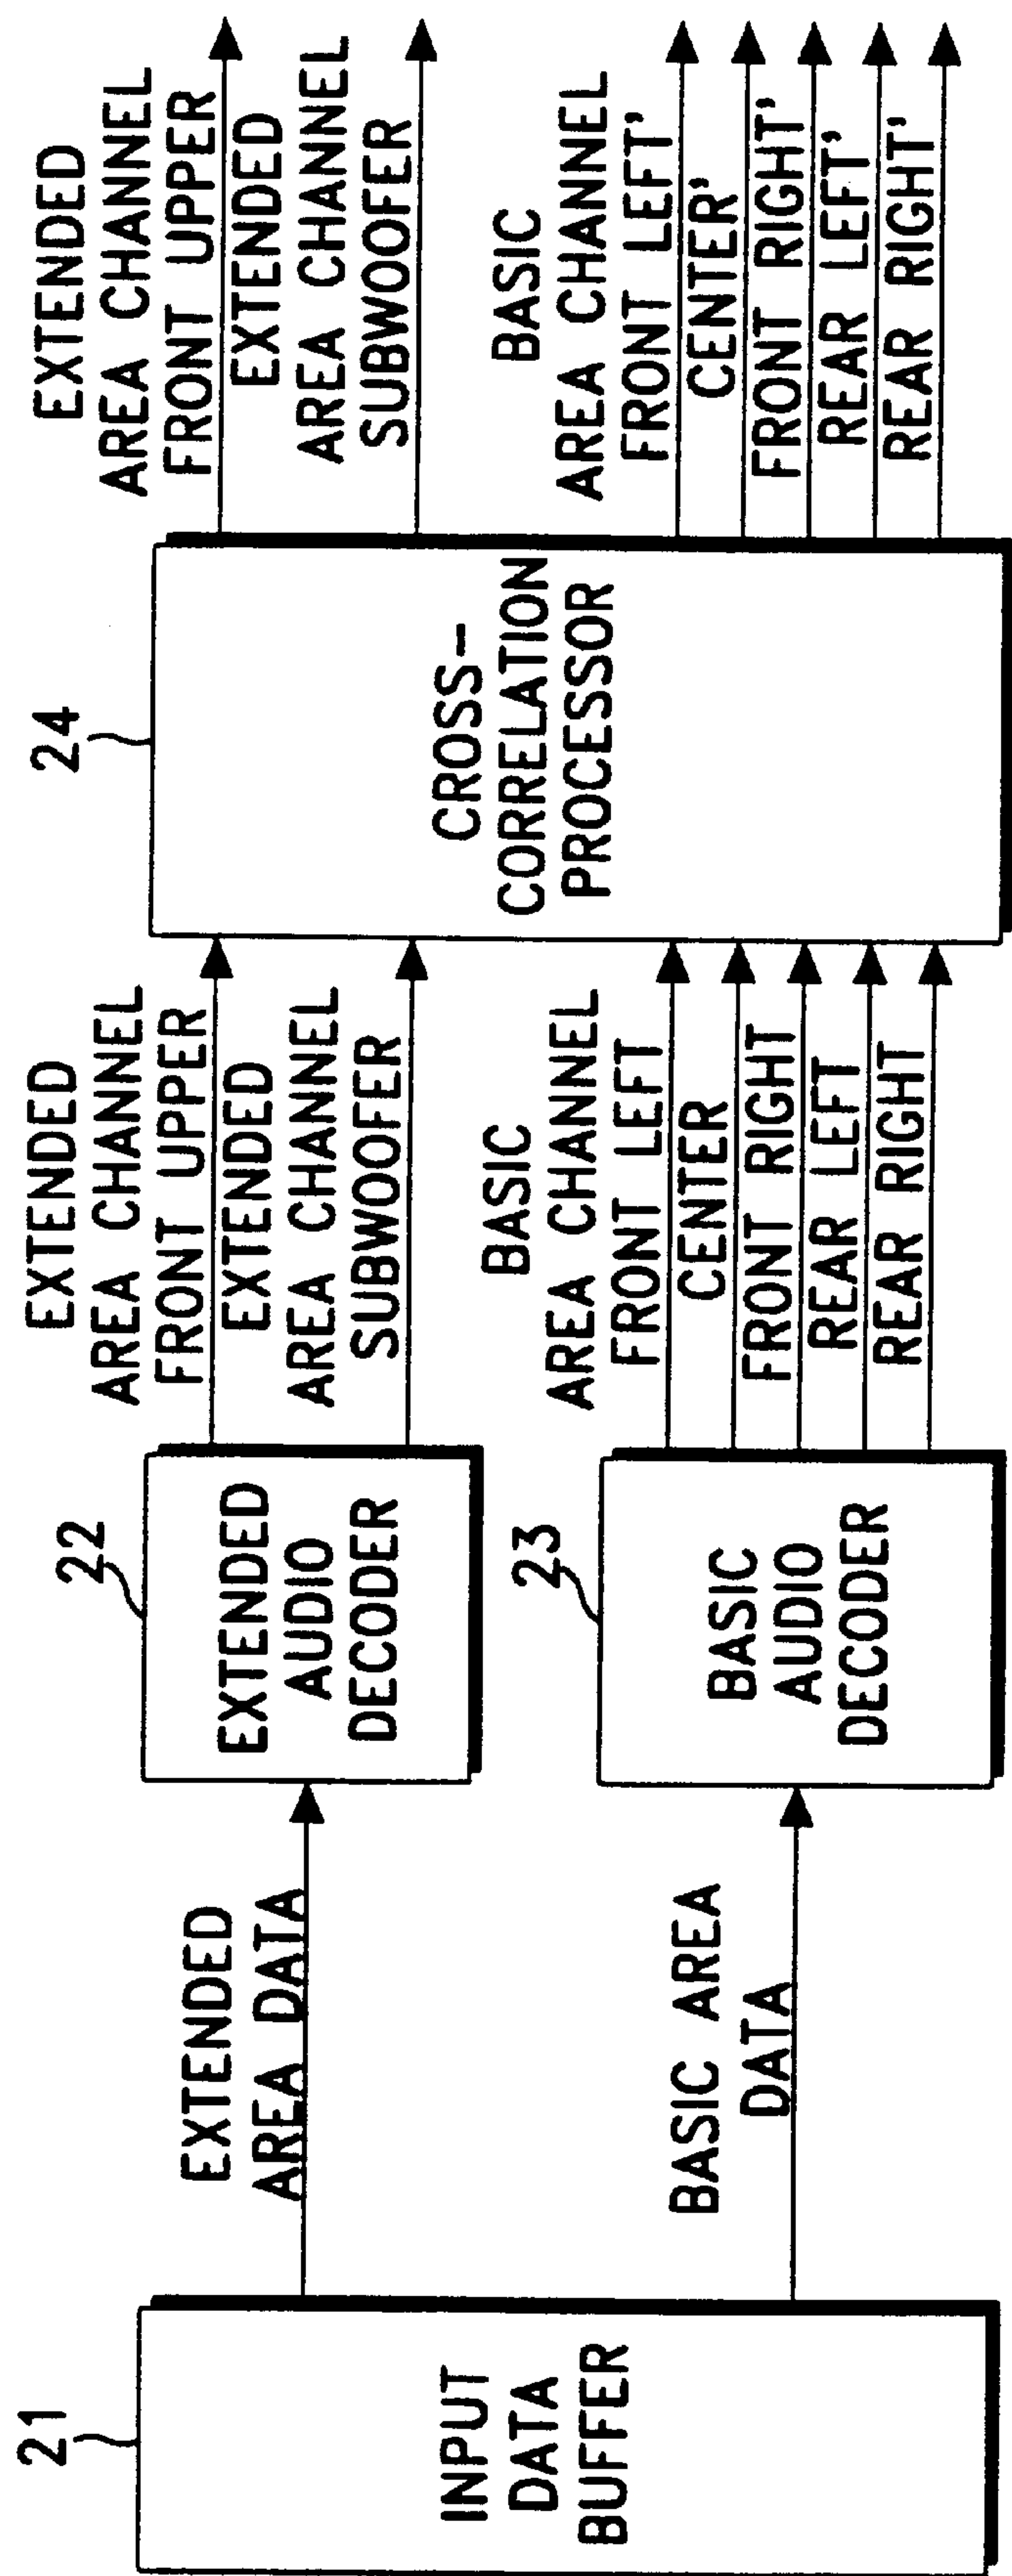 21
INPUT
DATA
BUFFER
EXTENDED
AREA DATA
BASIC AREA
DATA
22
EXTENDED
AUDIO
DECODER
23
BASIC
AUDIO
DECODER
EXTENDED
AREA CHANNEL
FRONT UPPER
EXTENDED
AREA CHANNEL
SUBWOOFER
BASIC
AREA CHANNEL
FRONT LEFT
CENTER
FRONT RIGHT
REAR LEFT
REAR RIGHT
24
CROSS-
CORRELATION
PROCESSOR
EXTENDED
AREA CHANNEL
FRONT UPPER
EXTENDED
AREA CHANNEL
SUBWOOFER
BASIC
AREA CHANNEL
FRONT LEFT'
CENTER'
FRONT RIGHT'
REAR LEFT'
REAR RIGHT'